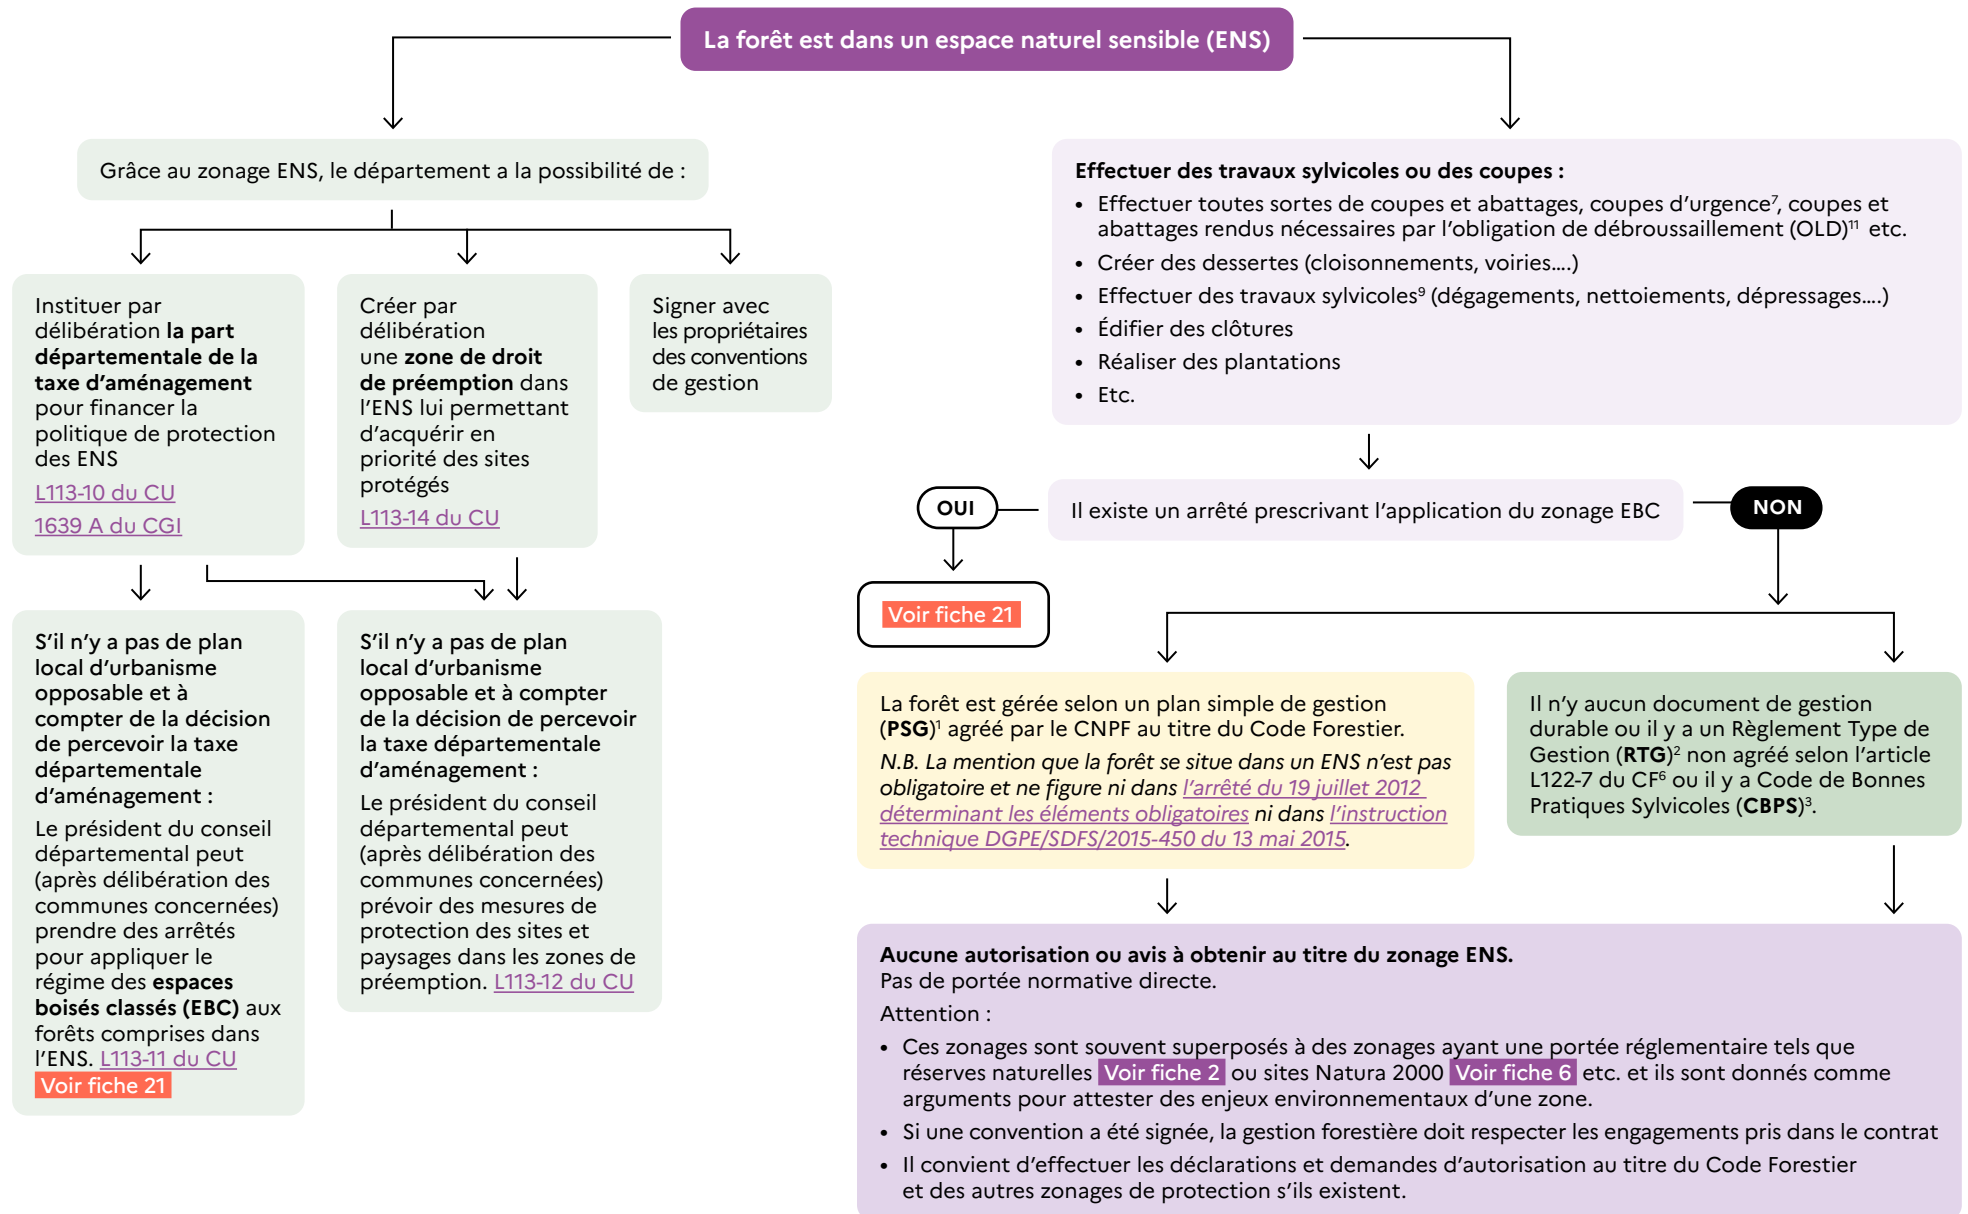 La forêt est dans un espace naturel sensible (ENS)
Grâce au zonage ENS, le département a la possibilité de :
Instituer par
délibération la part
départementale de la
taxe d'aménagement
pour financer la
politique de protection
des ENS
L113-10 du CU
1639 A du CGI
Créer par
délibération
une zone de droit
de préemption dans
l'ENS lui permettant
d'acquérir en
priorité des sites
protégés
L113-14 du CU
Signer avec
les propriétaires
des conventions
de gestion
S'il n'y a pas de plan
local d'urbanisme
opposable et à
compter de la décision
de percevoir la taxe
départementale
d'aménagement :
Le président du conseil
départemental peut
(après délibération des
communes concernées)
prendre des arrêtés
pour appliquer le
régime des espaces
boisés classés (EBC) aux
forêts comprises dans
l'ENS. L113-11 du CU
Voir fiche 21
S'il n'y a pas de plan
local d'urbanisme
opposable et à compter
de la décision de percevoir
la taxe départementale
d'aménagement :
Le président du conseil
départemental peut
(après délibération des
communes concernées)
prévoir des mesures de
protection des sites et
paysages dans les zones de
préemption. L113-12 du CU
Effectuer des travaux sylvicoles ou des coupes :
• Effectuer toutes sortes de coupes et abattages, coupes d'urgence⁷, coupes et
abattages rendus nécessaires par l'obligation de débroussaillement (OLD)¹¹ etc.
• Créer des dessertes (cloisonnements, voiries….)
• Effectuer des travaux sylvicoles⁹ (dégagements, nettoiements, dépressages….)
• Édifier des clôtures
• Réaliser des plantations
• Etc.
OUI
Il existe un arrêté prescrivant l'application du zonage EBC
NON
Voir fiche 21
La forêt est gérée selon un plan simple de gestion
(PSG)¹ agréé par le CNPF au titre du Code Forestier.
N.B. La mention que la forêt se situe dans un ENS n'est pas
obligatoire et ne figure ni dans l'arrêté du 19 juillet 2012
déterminant les éléments obligatoires ni dans l'instruction
technique DGPE/SDFS/2015-450 du 13 mai 2015.
Il n'y aucun document de gestion
durable ou il y a un Règlement Type de
Gestion (RTG)² non agréé selon l'article
L122-7 du CF⁶ ou il y a Code de Bonnes
Pratiques Sylvicoles (CBPS)³.
Aucune autorisation ou avis à obtenir au titre du zonage ENS.
Pas de portée normative directe.
Attention :
• Ces zonages sont souvent superposés à des zonages ayant une portée réglementaire tels que
réserves naturelles Voir fiche 2 ou sites Natura 2000 Voir fiche 6 etc. et ils sont donnés comme
arguments pour attester des enjeux environnementaux d'une zone.
• Si une convention a été signée, la gestion forestière doit respecter les engagements pris dans le contrat
• Il convient d'effectuer les déclarations et demandes d'autorisation au titre du Code Forestier
et des autres zonages de protection s'ils existent.